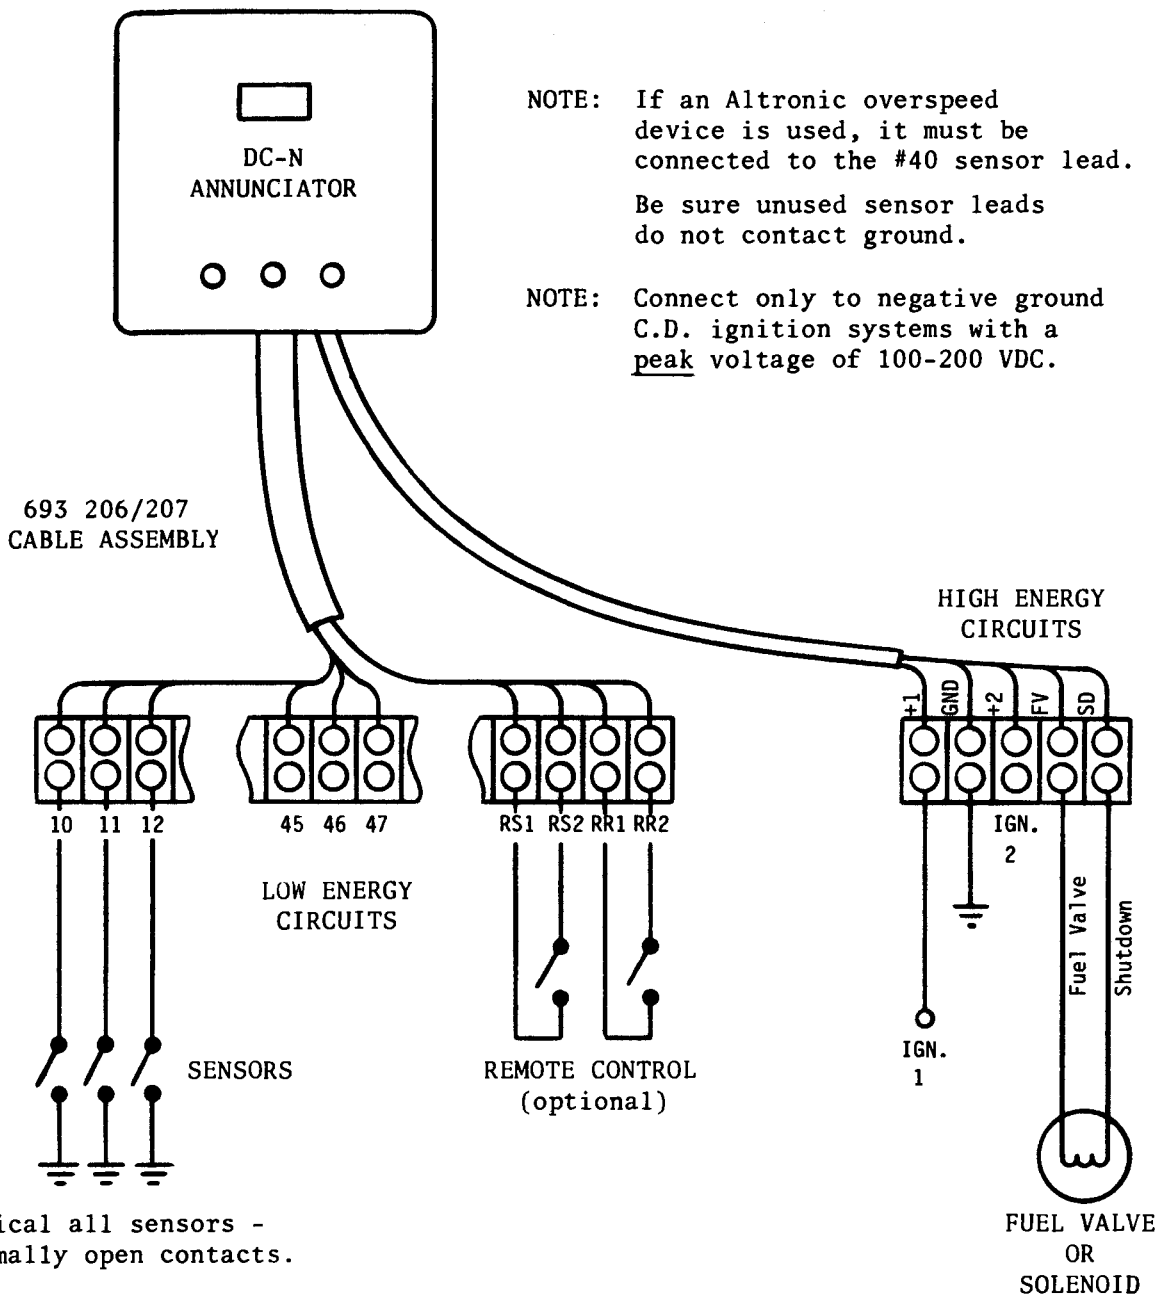 DC-N
ANNUNCIATOR
NOTE: If an Altronic overspeed
device is used, it must be
connected to the #40 sensor lead.
Be sure unused sensor leads
do not contact ground.
NOTE: Connect only to negative ground
C.D. ignition systems with a
peak voltage of 100-200 VDC.
693 206/207
CABLE ASSEMBLY
HIGH ENERGY
CIRCUITS
+1 GND +2 FV SD
10 11 12
45 46 47
RS1 RS2 RR1 RR2
IGN.
2
LOW ENERGY
CIRCUITS
Fuel Valve
Shutdown
IGN.
1
SENSORS
REMOTE CONTROL
(optional)
ical all sensors -
mally open contacts.
FUEL VALVE
OR
SOLENOID